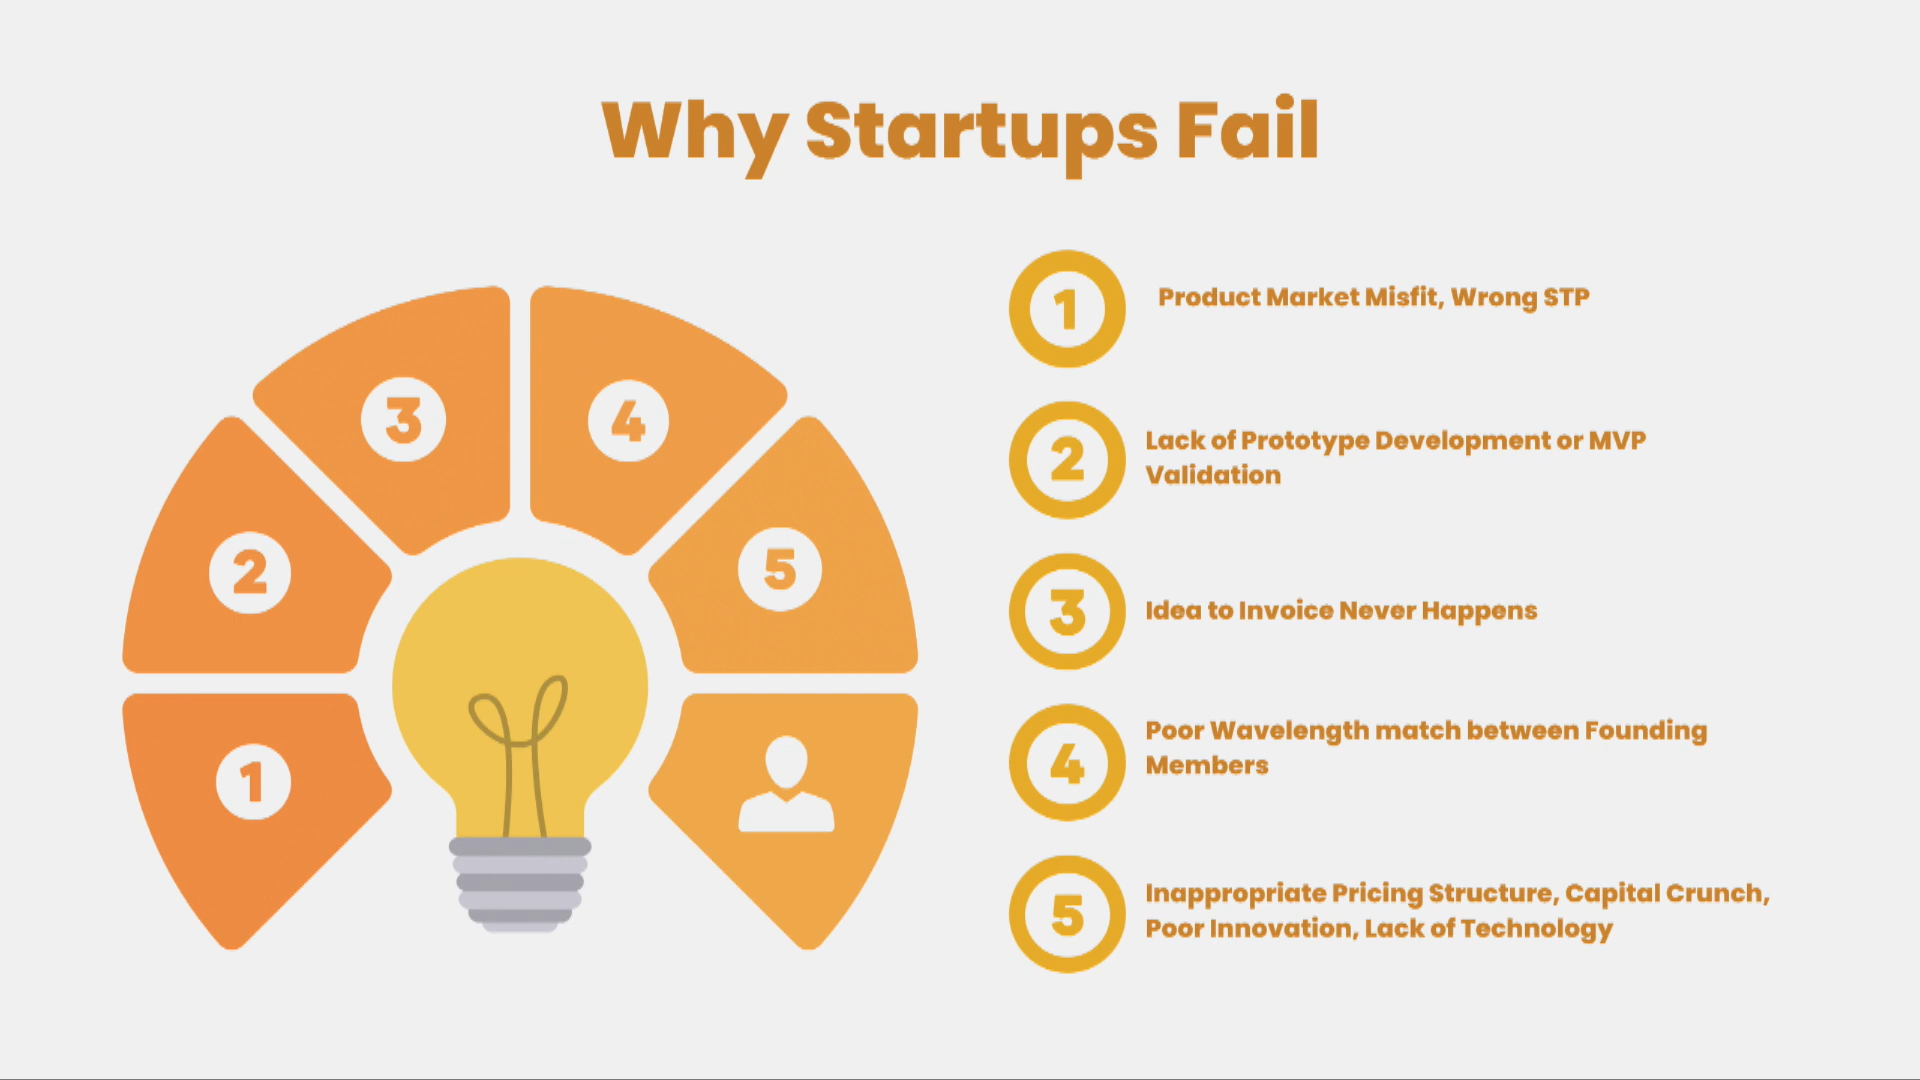 Why Startups Fail
3
4
2
5
1
1
Product Market Misfit, Wrong STP
2
Lack of Prototype Development or MVP
Validation
3
Idea to Invoice Never Happens
4
Poor Wavelength match between Founding
Members
5
Inappropriate Pricing Structure, Capital Crunch,
Poor Innovation, Lack of Technology